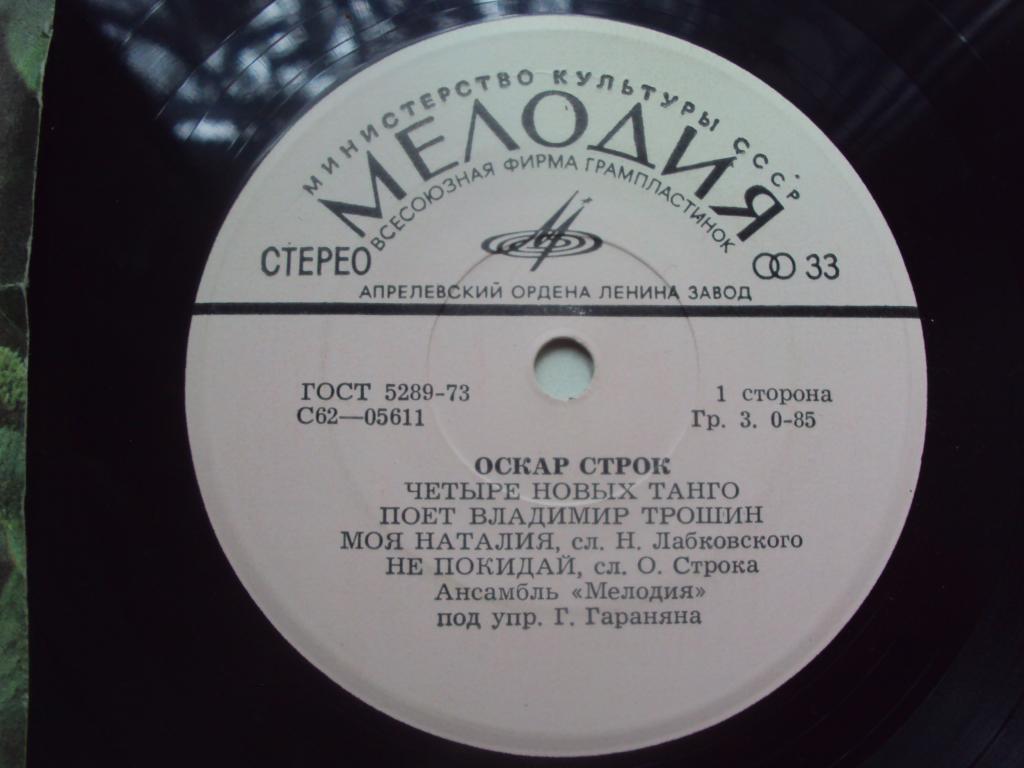 МИНИСТЕРСТВО КУЛЬТУРЫ СССР
МЕЛОДИЯ
ВСЕСОЮЗНАЯ ФИРМА ГРАМПЛАСТИНОК
СТЕРЕО 33
АПРЕЛЕВСКИЙ ОРДЕНА ЛЕНИНА ЗАВОД
ГОСТ 5289-73 1 сторона
С62—05611 Гр. 3. 0-85
ОСКАР СТРОК
ЧЕТЫРЕ НОВЫХ ТАНГО
ПОЕТ ВЛАДИМИР ТРОШИН
МОЯ НАТАЛИЯ, сл. Н. Лабковского
НЕ ПОКИДАЙ, сл. О. Строка
Ансамбль «Мелодия»
под упр. Г. Гараняна